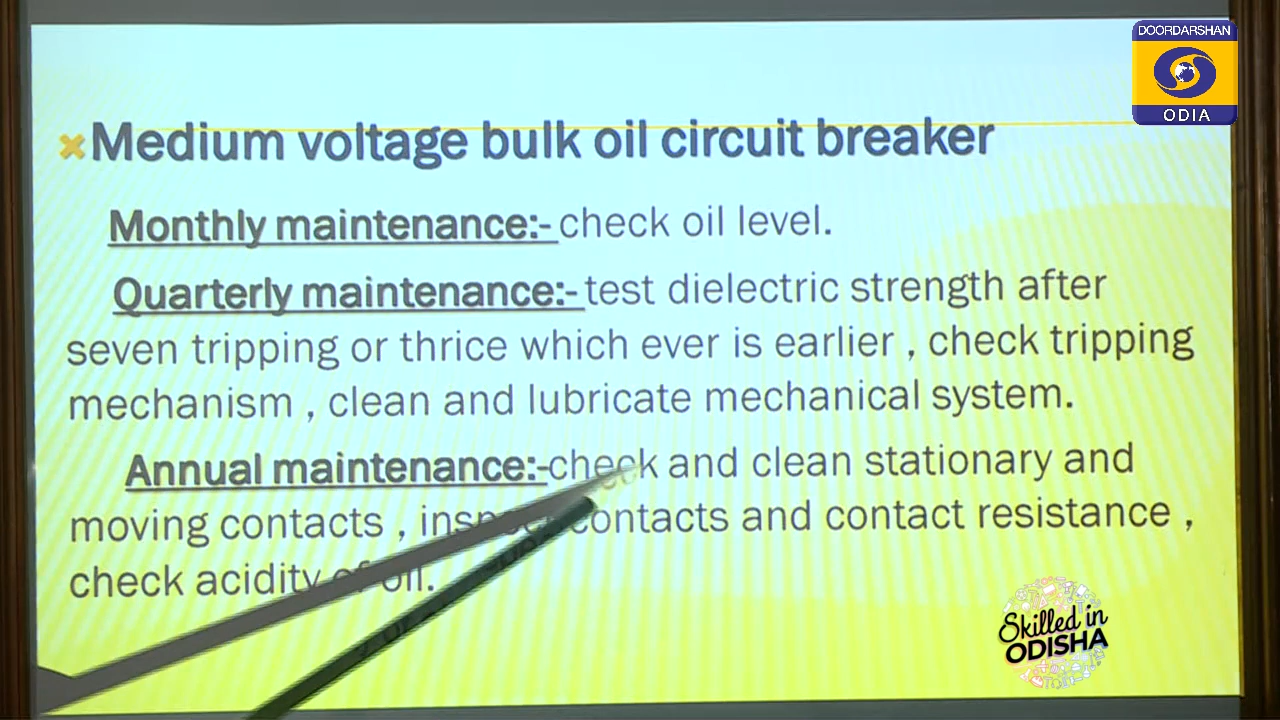 DOORDARSHAN
ODIA
Medium voltage bulk oil circuit breaker
Monthly maintenance:- check oil level.
Quarterly maintenance:- test dielectric strength after
seven tripping or thrice which ever is earlier , check tripping
mechanism , clean and lubricate mechanical system.
Annual maintenance:-check and clean stationary and
moving contacts , inspect contacts and contact resistance ,
check acidity of oil.
Skilled in
ODISHA